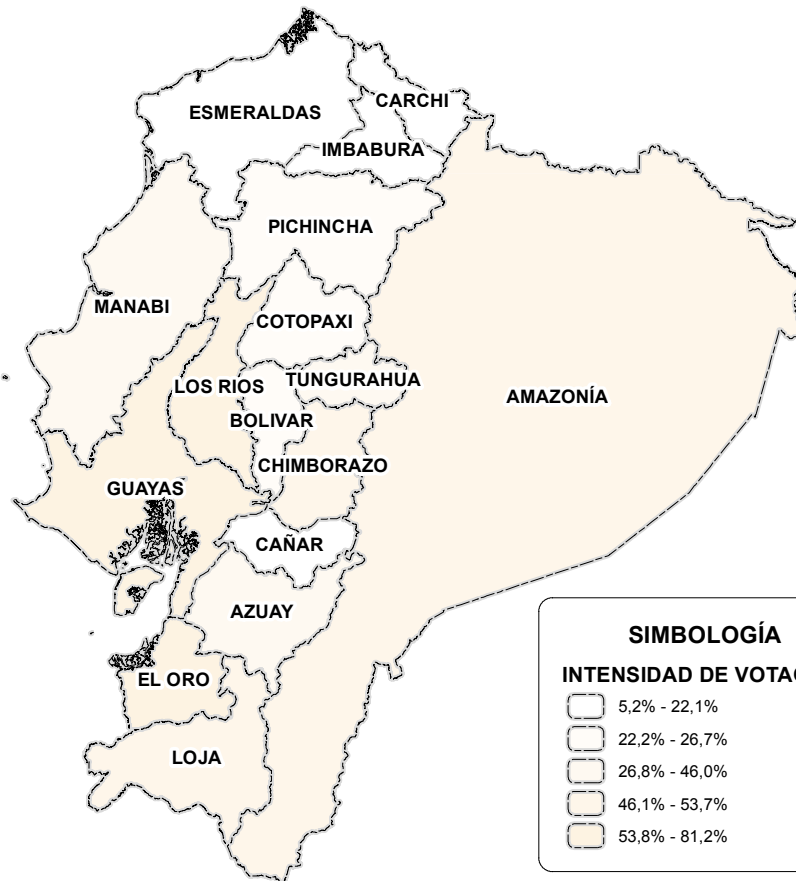 CARCHI
ESMERALDAS
IMBABURA
PICHINCHA
MANABI
COTOPAXI
LOS RIOS
TUNGURAHUA
AMAZONÍA
BOLIVAR
CHIMBORAZO
GUAYAS
CAÑAR
AZUAY
EL ORO
LOJA
SIMBOLOGÍA
INTENSIDAD DE VOTAC
5,2% - 22,1%
22,2% - 26,7%
26,8% - 46,0%
46,1% - 53,7%
53,8% - 81,2%